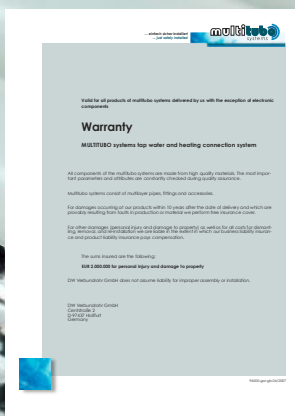 ... einfach sicher installiert
... just safely installed
multitubo
systems
Valid for all products of multitubo systems delivered by us with the exception of electronic
components
Warranty
MULTITUBO systems tap water and heating connection system
All components of the multitubo systems are made from high quality materials. The most impor-
tant parameters and attributes are constantly checked during quality assurance.
Multitubo systems consist of multilayer pipes, fittings and accessories.
For damages occurring at our products within 10 years after the date of delivery and which are
provably resulting from faults in production or material we perform free insurance cover.
For other damages (personal injury and damage to property) as well as for all costs for dismantl-
ing, removal, and re-installation we are liable in the extent in which our business liability insuran-
ce and product liability insurance pays compensation.
The sums insured are the following:
EUR 3.000.000 for personal injury and damage to property
DW Verbundrohr GmbH does not assume liability for improper assembly or installation.
DW Verbundrohr GmbH
D-97437 Haßfurt
Germany